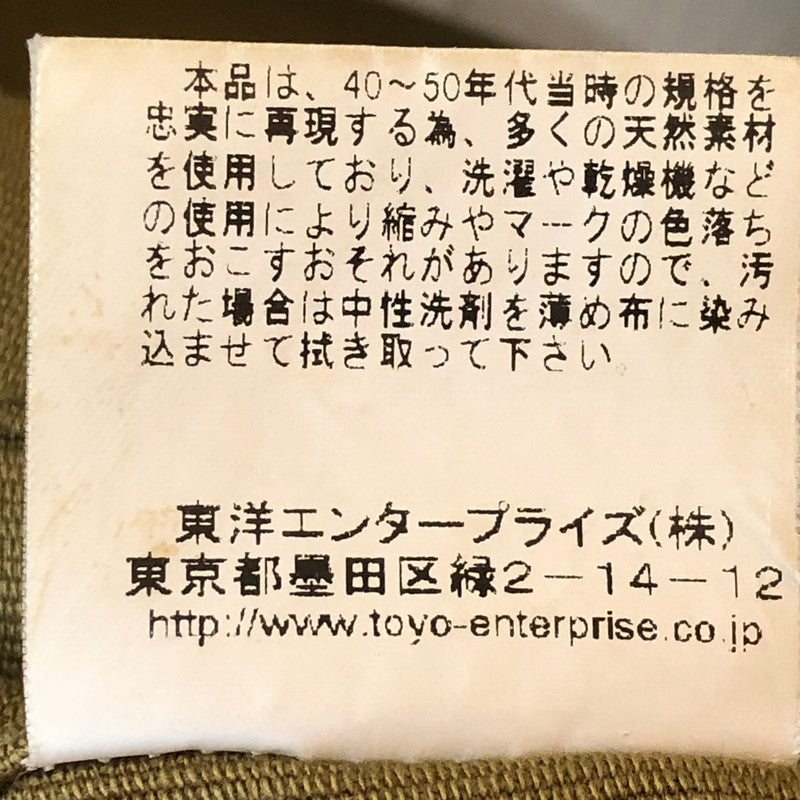 本品は、40～50年代当時の規格を
忠実に再現する為、多くの天然素材
を使用しており、洗濯や乾燥機など
の使用により縮みやマークの色落ち
をおこすおそれがありますので、汚
れた場合は中性洗剤を薄め布に染み
込ませて拭き取って下さい。
東洋エンタープライズ(株)
東京都墨田区緑2－14－12
http://www.toyo-enterprise.co.jp